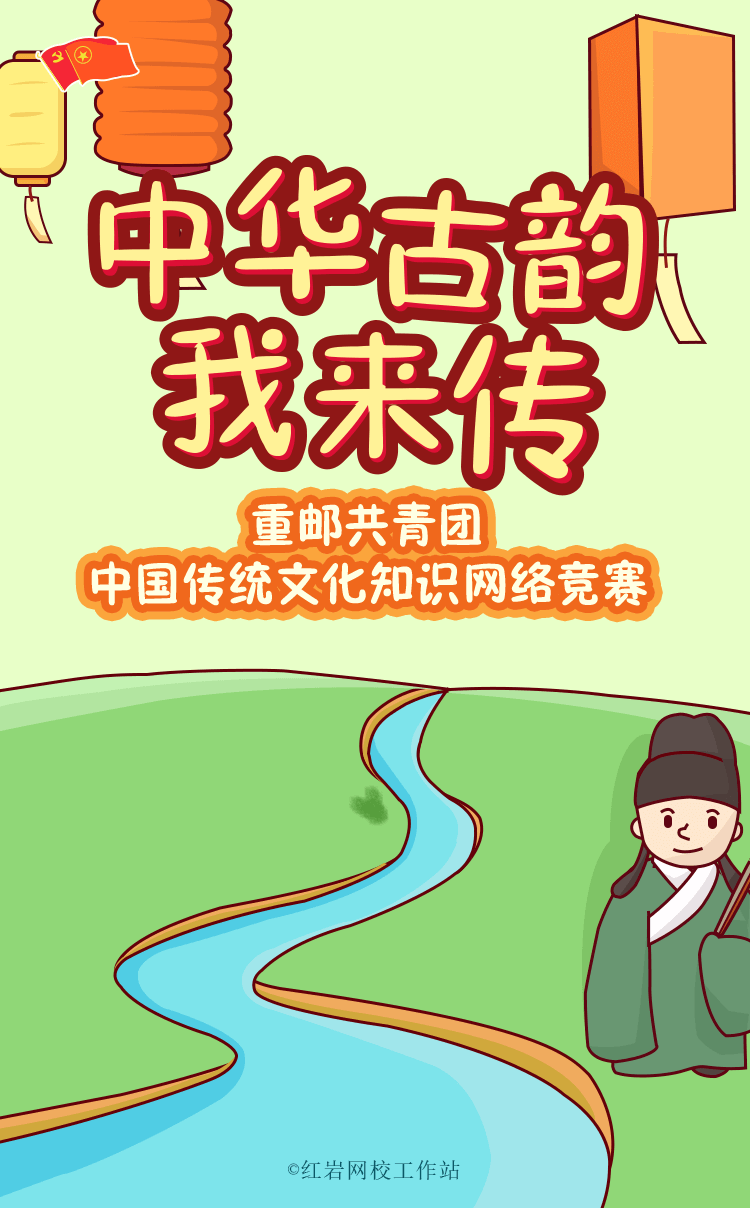 中华古韵
我来传
重邮共青团
中国传统文化知识网络竞赛
©红岩网校工作站